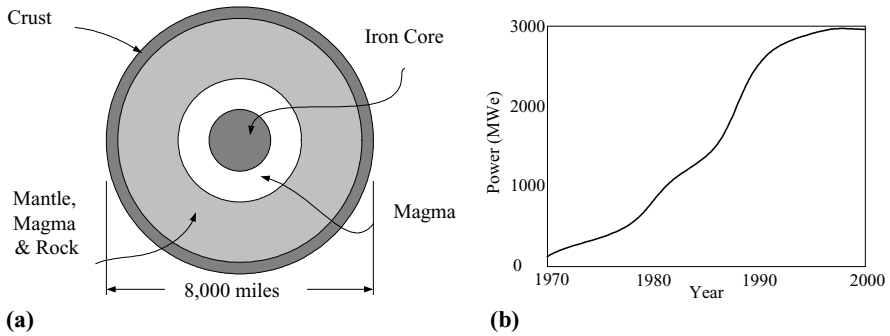 Crust
Iron Core
Mantle,
Magma
& Rock
Magma
8,000 miles
(a)
Power (MWe)
3000
2000
1000
0
1970
1980
1990
2000
Year
(b)